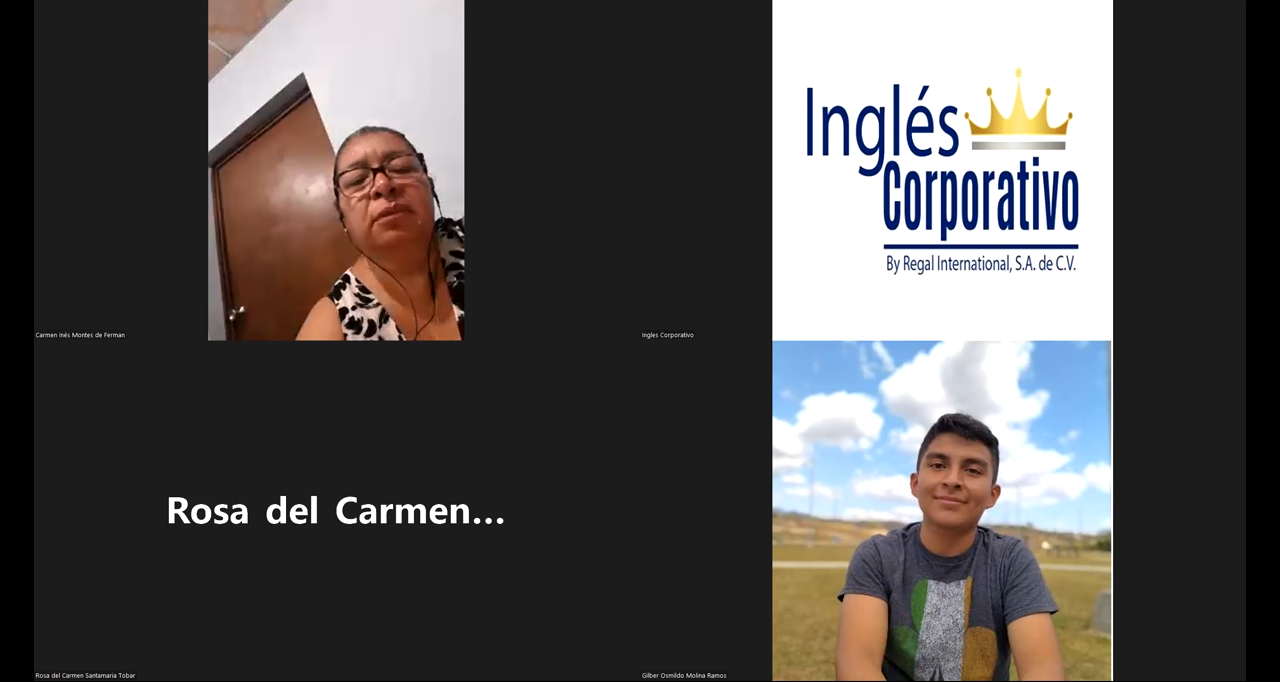 Inglés
Corporativo
By Regal International, S.A. de C.V.
Carmen Inés Montes de Ferman
Ingles Corporativo
Rosa del Carmen...
Rosa del Carmen Santamaria Tobar
Gilber Osmildo Molina Ramos